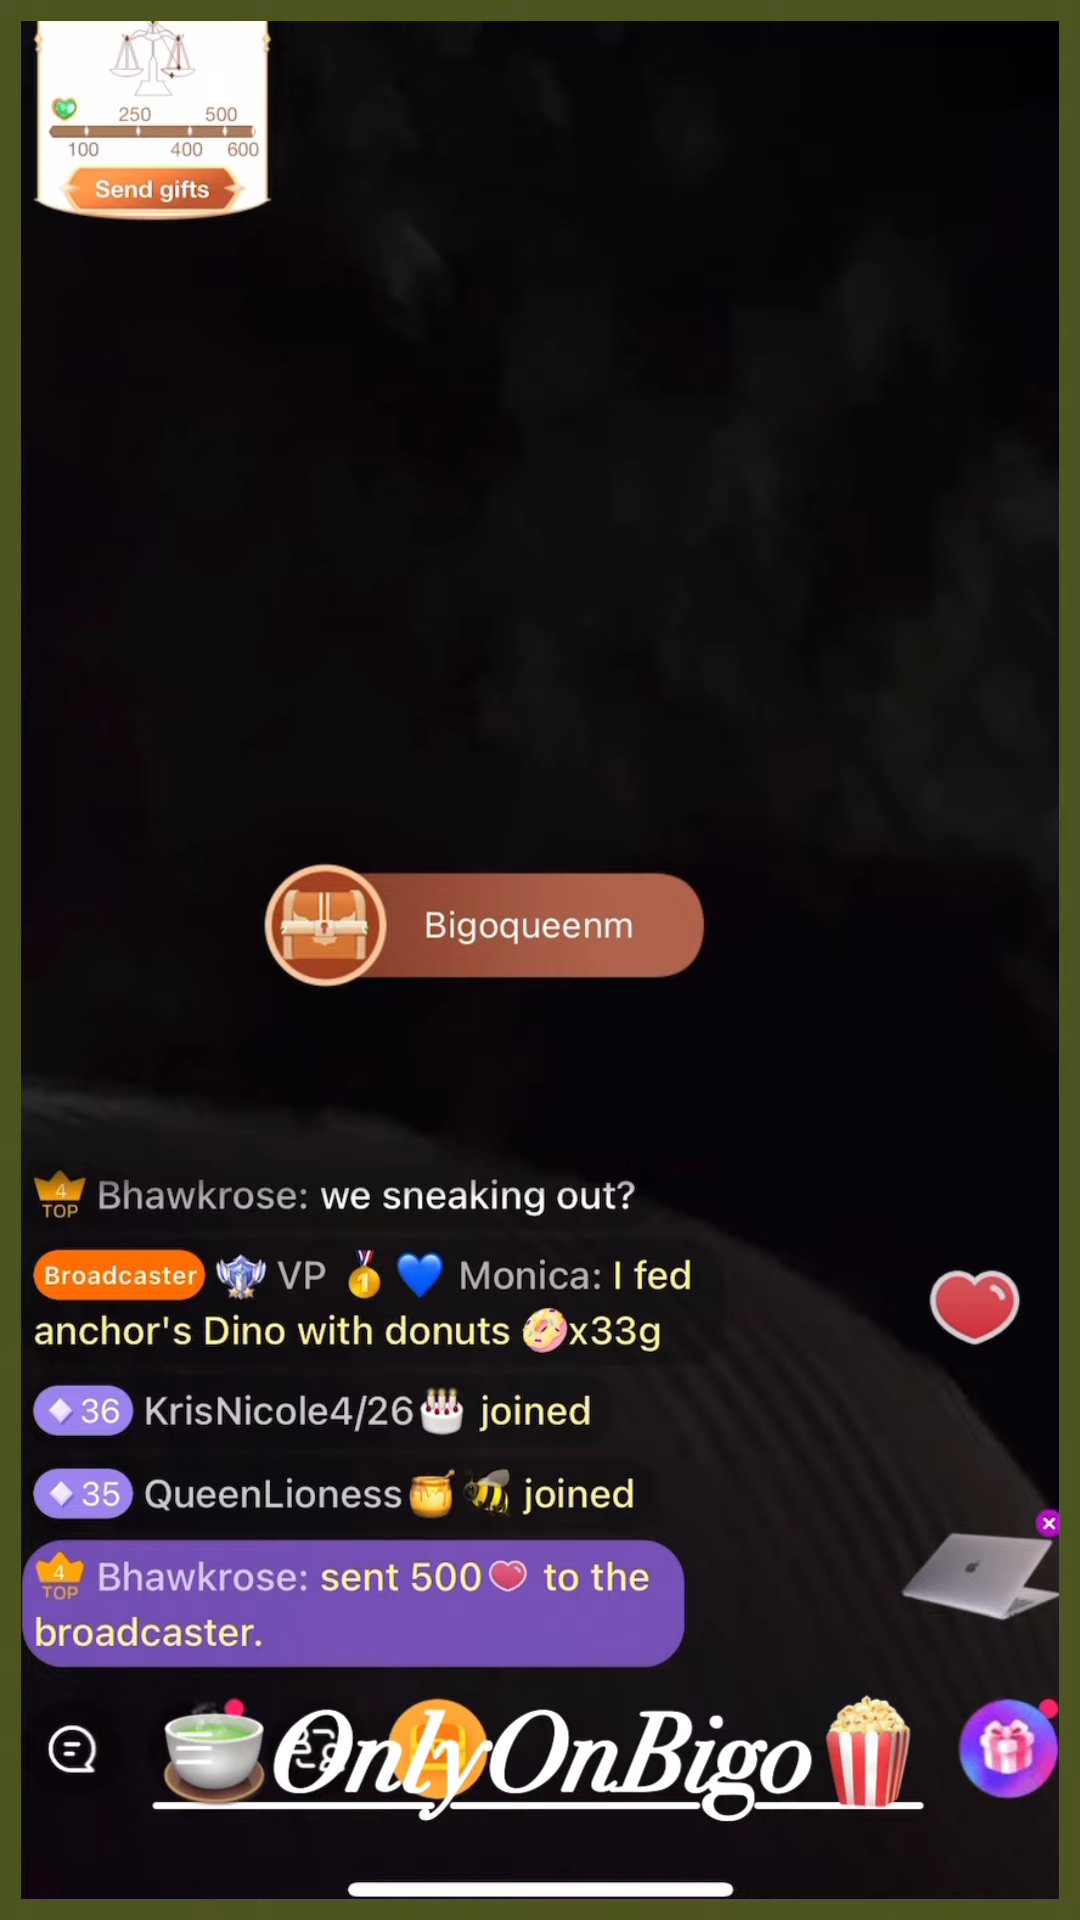 250 500
100 400 600
Send gifts
Bigoqueenm
4 TOP Bhawkrose: we sneaking out?
Broadcaster VP 🥇 💙 Monica: I fed
anchor's Dino with donuts 🍩x33g
36 KrisNicole4/26🎂 joined
35 QueenLioness🍯🐝 joined
4 TOP Bhawkrose: sent 500💗 to the
broadcaster.
🍵OnlyOnBigo🍿